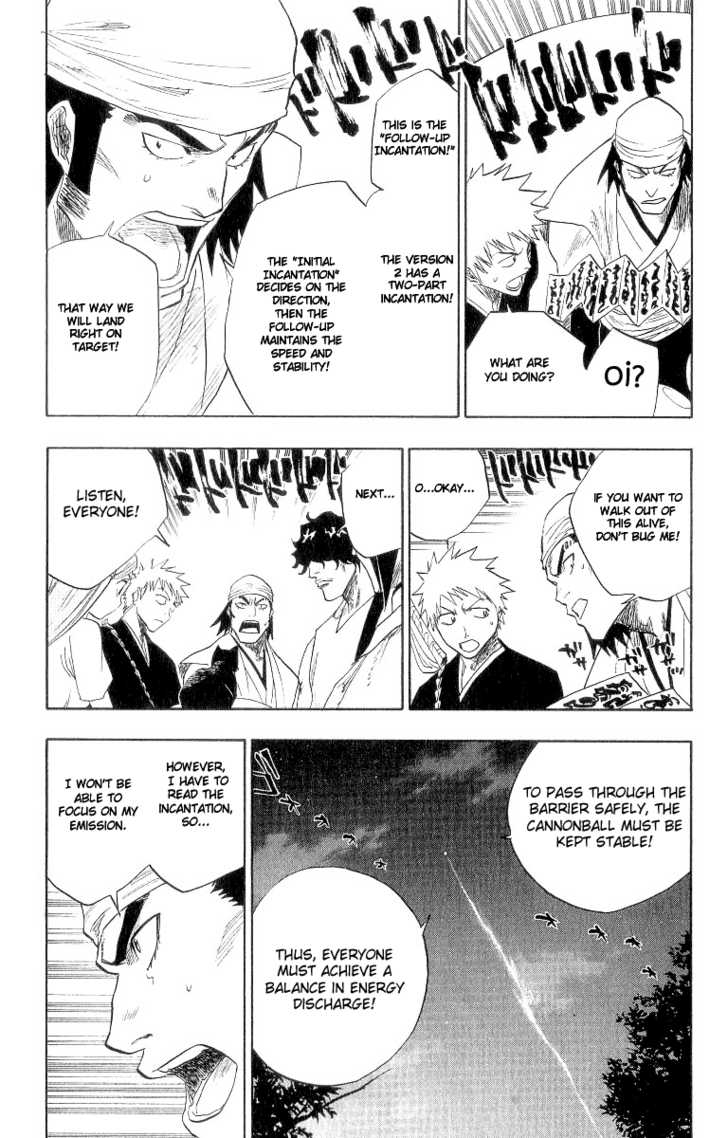 OI?
WHAT ARE
YOU DOING?
THIS IS THE
"FOLLOW-UP
INCANTATION!"
THE VERSION
2 HAS A
TWO-PART
INCANTATION!
THE "INITIAL
INCANTATION"
DECIDES ON THE
DIRECTION,
THEN THE
FOLLOW-UP
MAINTAINS THE
SPEED AND
STABILITY!
THAT WAY WE
WILL LAND
RIGHT ON
TARGET!
IF YOU WANT TO
WALK OUT OF
THIS ALIVE,
DON'T BUG ME!
O...OKAY...
NEXT...
LISTEN,
EVERYONE!
TO PASS THROUGH THE
BARRIER SAFELY, THE
CANNONBALL MUST BE
KEPT STABLE!
THUS, EVERYONE
MUST ACHIEVE A
BALANCE IN ENERGY
DISCHARGE!
HOWEVER,
I HAVE TO
READ THE
INCANTATION,
SO...
I WON'T BE
ABLE TO
FOCUS ON MY
EMISSION.